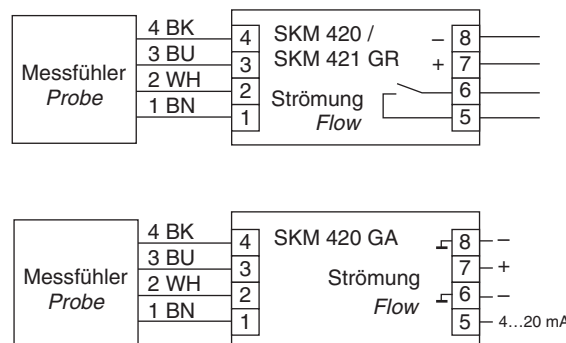 4 BK
3 BU
2 WH
1 BN
Messfühler
Probe
4
3
2
1
SKM 420 /
SKM 421 GR
Strömung
Flow
– 8
+ 7
6
5
4 BK
3 BU
2 WH
1 BN
Messfühler
Probe
4
3
2
1
SKM 420 GA
Strömung
Flow
8 –
7 +
6 –
5 4...20 mA